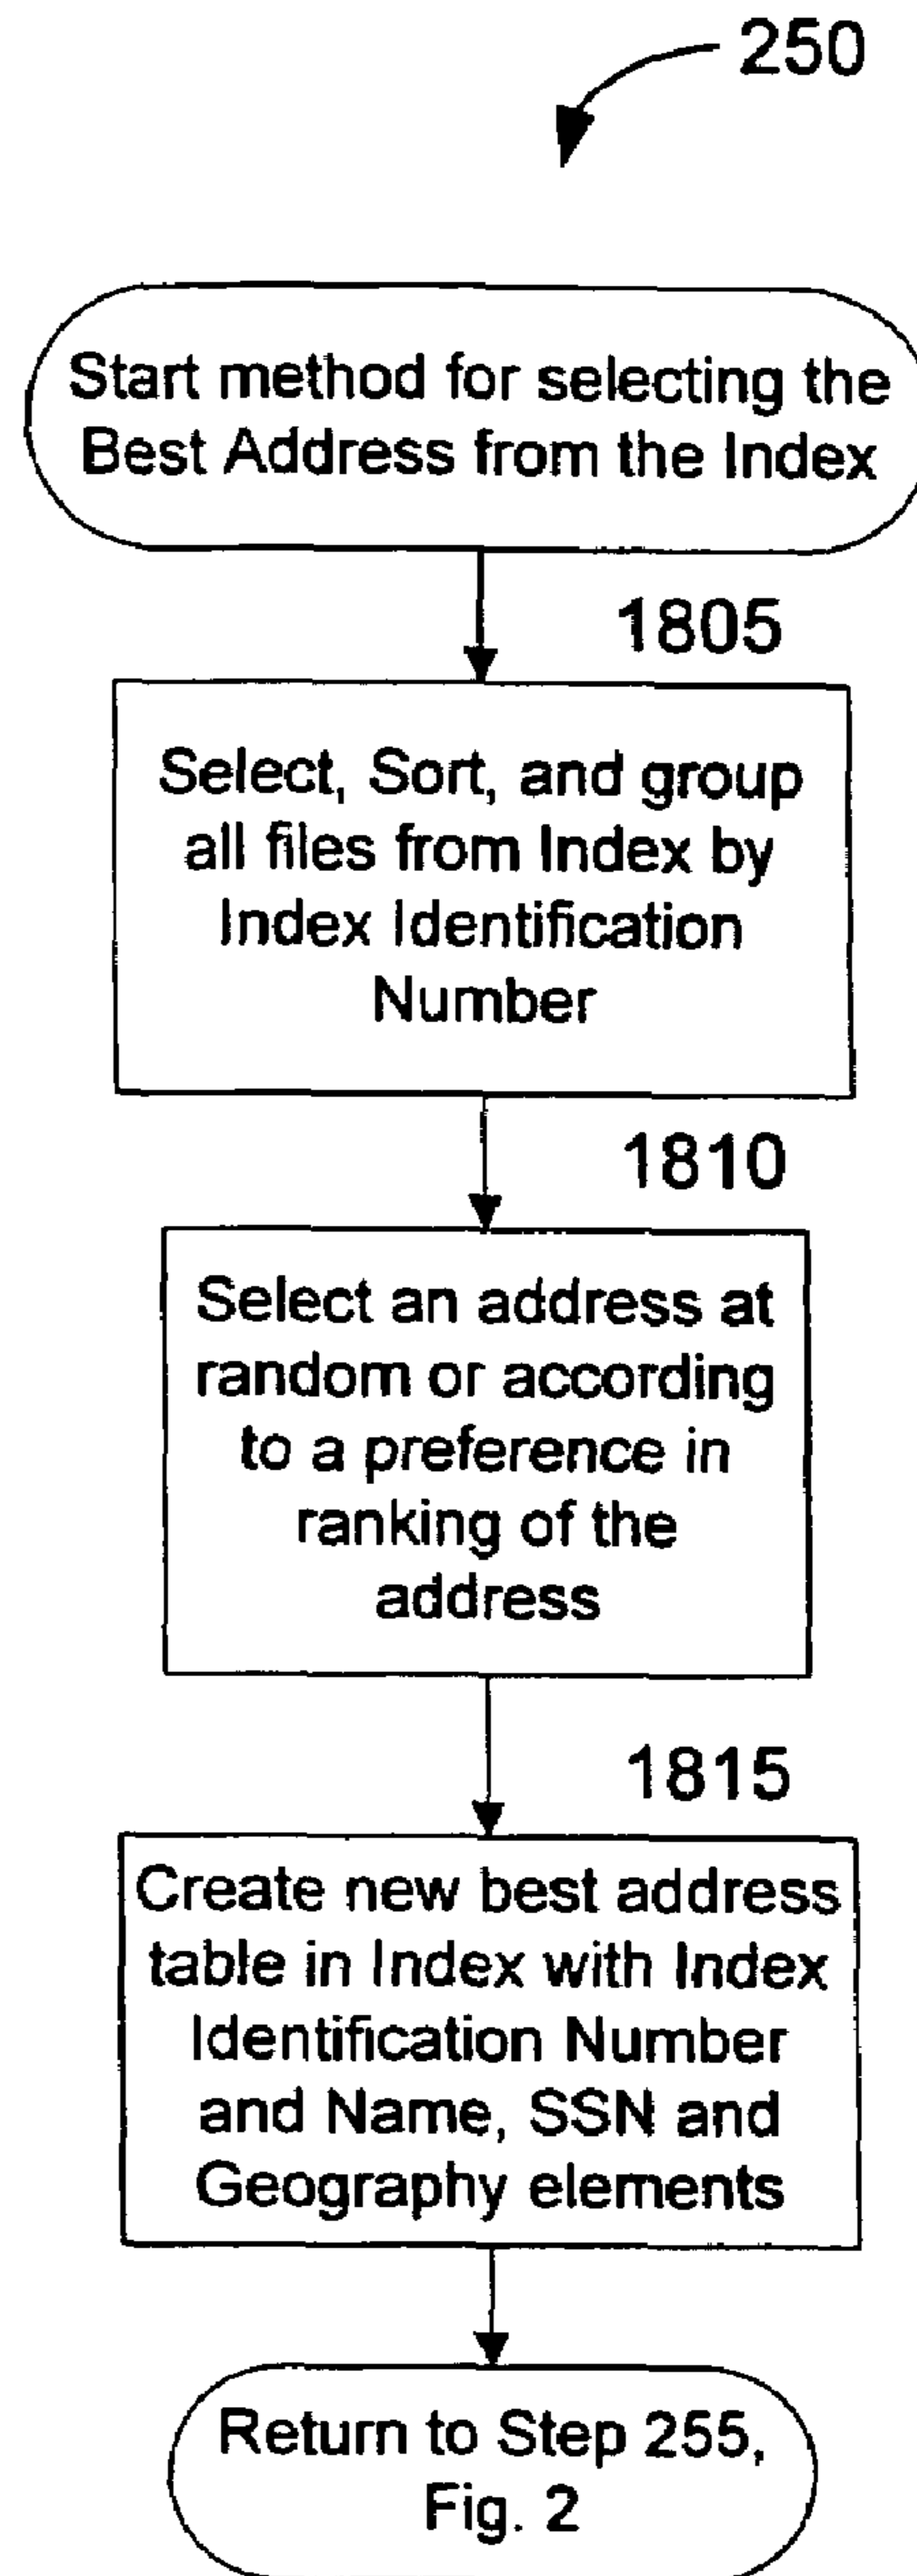 250
Start method for selecting the
Best Address from the Index
1805
Select, Sort, and group
all files from Index by
Index Identification
Number
1810
Select an address at
random or according
to a preference in
ranking of the
address
1815
Create new best address
table in Index with Index
Identification Number
and Name, SSN and
Geography elements
Return to Step 255,
Fig. 2